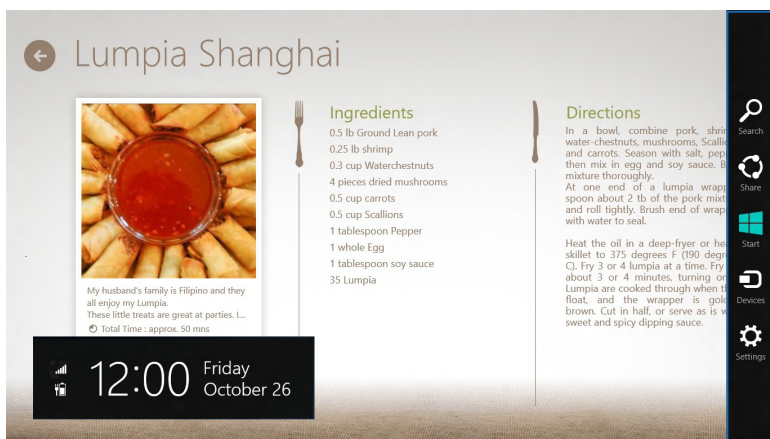 Lumpia Shanghai
My husband's family is Filipino and they
all enjoy my Lumpia.
These little treats are great at parties. I...
Total Time : approx. 50 mns
Ingredients
0.5 lb Ground Lean pork
0.25 lb shrimp
0.3 cup Waterchestnuts
4 pieces dried mushrooms
0.5 cup carrots
0.5 cup Scallions
1 tablespoon Pepper
1 whole Egg
1 tablespoon soy sauce
35 Lumpia
Directions
In a bowl, combine pork,
water-chestnuts, mushrooms,
and carrots. Season with salt,
then mix in egg and soy sauce.
mixture thoroughly.
At one end of a lumpia
spoon about 2 tb of the pork
and roll tightly. Brush end of
with water to seal.
Heat the oil in a deep-fryer or
skillet to 375 degrees F (190
C). Fry 3 or 4 lumpia at a time. Fry
about 3 or 4 minutes, turning
Lumpia are cooked through when
float, and the wrapper is
brown. Cut in half, or serve as is
sweet and spicy dipping sauce.
12:00
Friday
October 26
Search
Share
Start
Devices
Settings